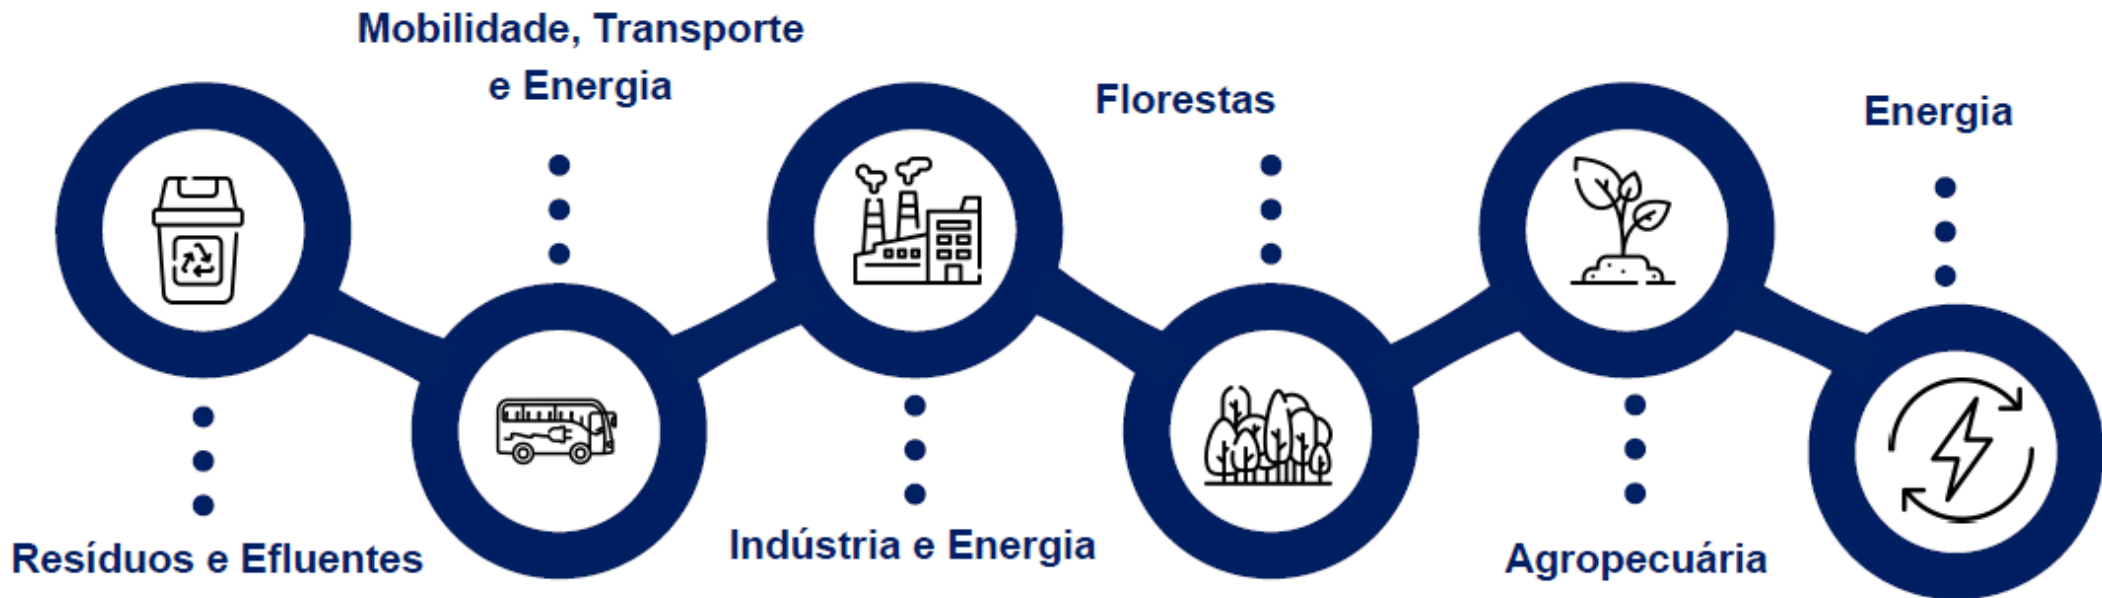 Mobilidade, Transporte
e Energia
Florestas
Energia
Resíduos e Efluentes
Indústria e Energia
Agropecuária